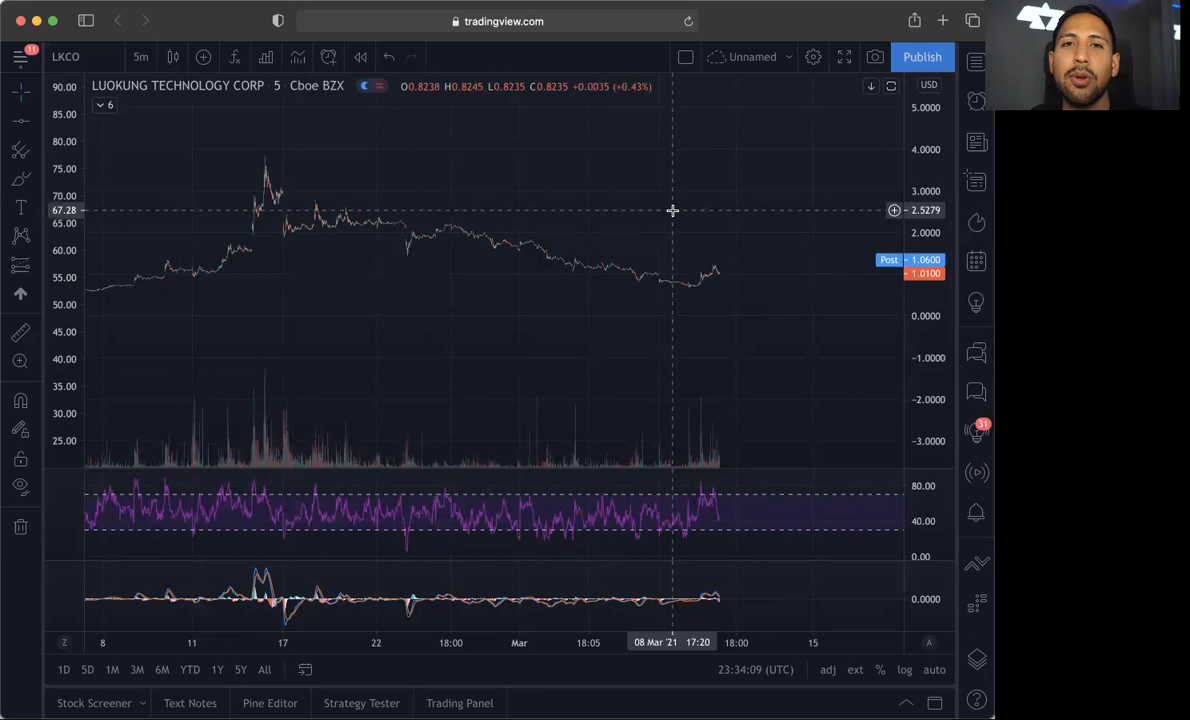 tradingview.com
11
LKCO
5m
Unnamed
Publish
LUOKUNG TECHNOLOGY CORP · 5 · Cboe BZX
O0.8238 H0.8245 L0.8235 C0.8235 +0.0035 (+0.43%)
USD
6
90.00
85.00
80.00
75.00
70.00
67.28
65.00
60.00
55.00
50.00
45.00
40.00
35.00
30.00
25.00
5.0000
4.0000
3.0000
2.5279
2.0000
Post 1.0600
1.0100
0.0000
−1.0000
−2.0000
−3.0000
80.00
40.00
0.00
0.0000
31
Z 8 11 17 22 18:00 Mar 18:05 08 Mar '21 17:20 18:00 15 A
1D 5D 1M 3M 6M YTD 1Y 5Y All 23:34:09 (UTC) adj ext % log auto
Stock Screener Text Notes Pine Editor Strategy Tester Trading Panel